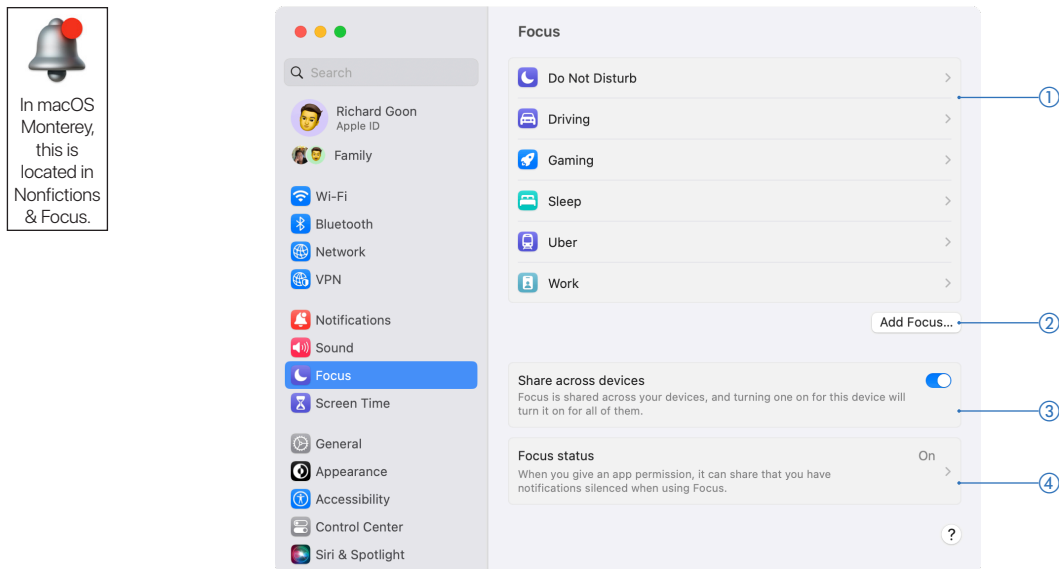 In macOS
Monterey,
this is
located in
Nonfictions
& Focus.
Search
Richard Goon
Apple ID
Family
Wi-Fi
Bluetooth
Network
VPN
Notifications
Sound
Focus
Screen Time
General
Appearance
Accessibility
Control Center
Siri & Spotlight
Focus
Do Not Disturb
Driving
Gaming
Sleep
Uber
Work
Add Focus...
Share across devices
Focus is shared across your devices, and turning one on for this device will
turn it on for all of them.
Focus status
On
When you give an app permission, it can share that you have
notifications silenced when using Focus.
?
1
2
3
4